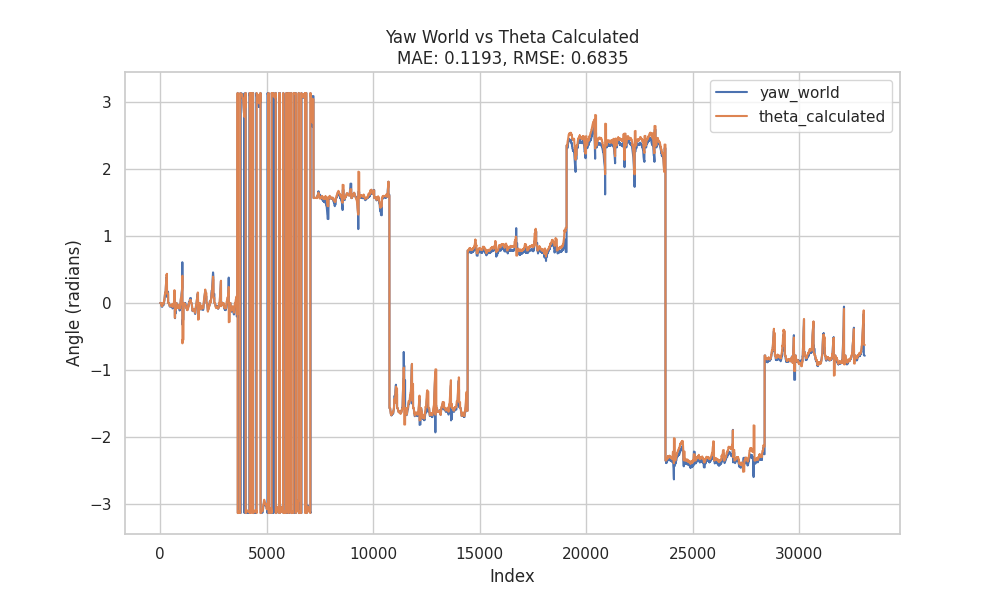 Yaw World vs Theta Calculated
MAE: 0.1193, RMSE: 0.6835
yaw_world
theta_calculated
Angle (radians)
3
2
1
0
−1
−2
−3
0
5000
10000
15000
20000
25000
30000
Index